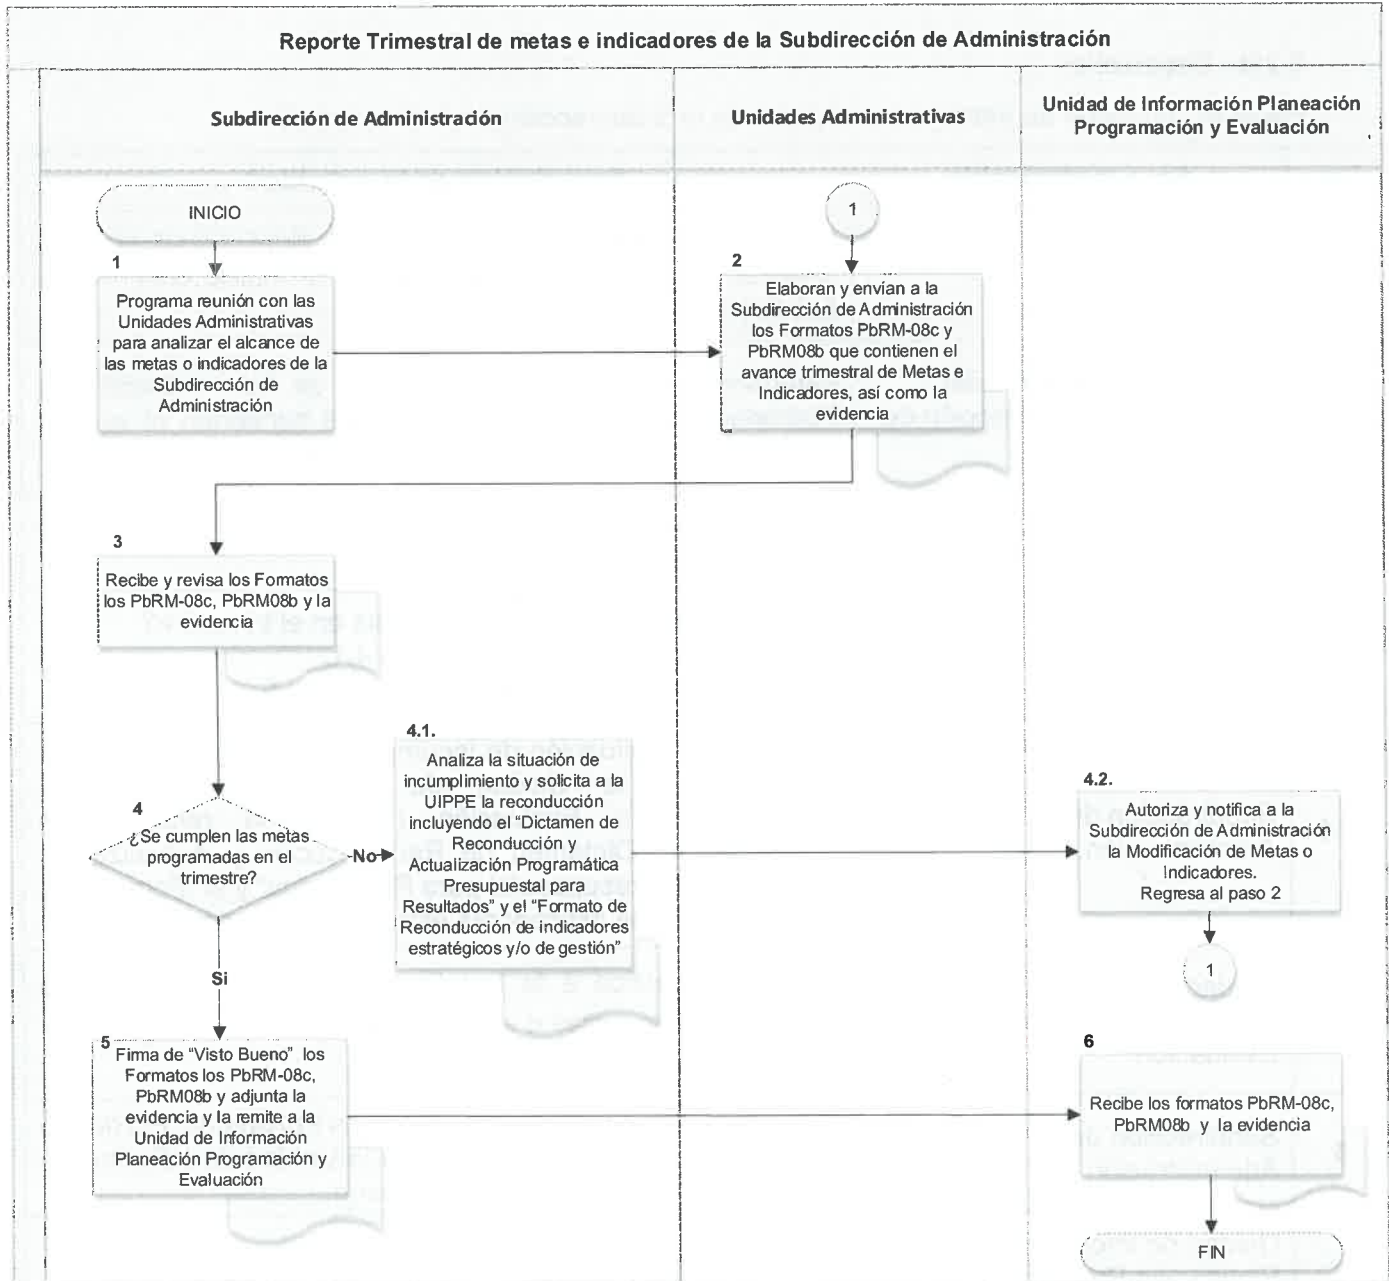 Reporte Trimestral de metas e indicadores de la Subdirección de Administración
Subdirección de Administración
Unidades Administrativas
Unidad de Información Planeación
Programación y Evaluación
INICIO
1
Programa reunión con las
Unidades Administrativas
para analizar el alcance de
las metas o indicadores de la
Subdirección de
Administración
1
2
Elaboran y envían a la
Subdirección de Administración
los Formatos PbRM-08c y
PbRM08b que contienen el
avance trimestral de Metas e
Indicadores, así como la
evidencia
3
Recibe y revisa los Formatos
los PbRM-08c, PbRM08b y la
evidencia
4
¿Se cumplen las metas
programadas en el
trimestre?
No
4.1.
Analiza la situación de
incumplimiento y solicita a la
UIPPE la reconducción
incluyendo el “Dictamen de
Reconducción y
Actualización Programática
Presupuestal para
Resultados” y el “Formato de
Reconducción de indicadores
estratégicos y/o de gestión”
4.2.
Autoriza y notifica a la
Subdirección de Administración
la Modificación de Metas o
Indicadores.
Regresa al paso 2
1
Si
5
Firma de “Visto Bueno” los
Formatos los PbRM-08c,
PbRM08b y adjunta la
evidencia y la remite a la
Unidad de Información
Planeación Programación y
Evaluación
6
Recibe los formatos PbRM-08c,
PbRM08b y la evidencia
FIN